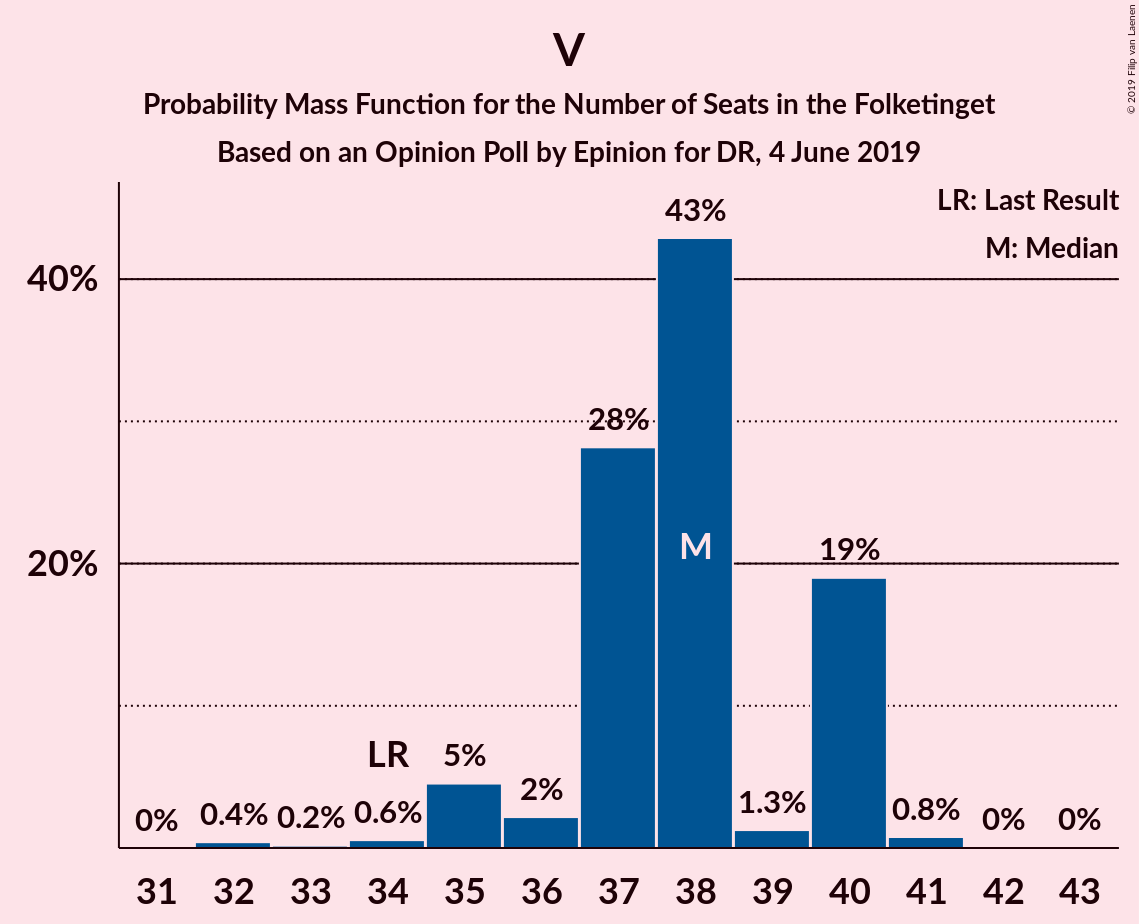 V
Probability Mass Function for the Number of Seats in the Folketinget
Based on an Opinion Poll by Epinion for DR, 4 June 2019
© 2019 Filip van Laenen
LR: Last Result
M: Median
43%
40%
28%
M
20%
19%
LR
5%
2%
0%
0.4%
0.2%
0.6%
1.3%
0.8%
0%
0%
31 32 33 34 35 36 37 38 39 40 41 42 43